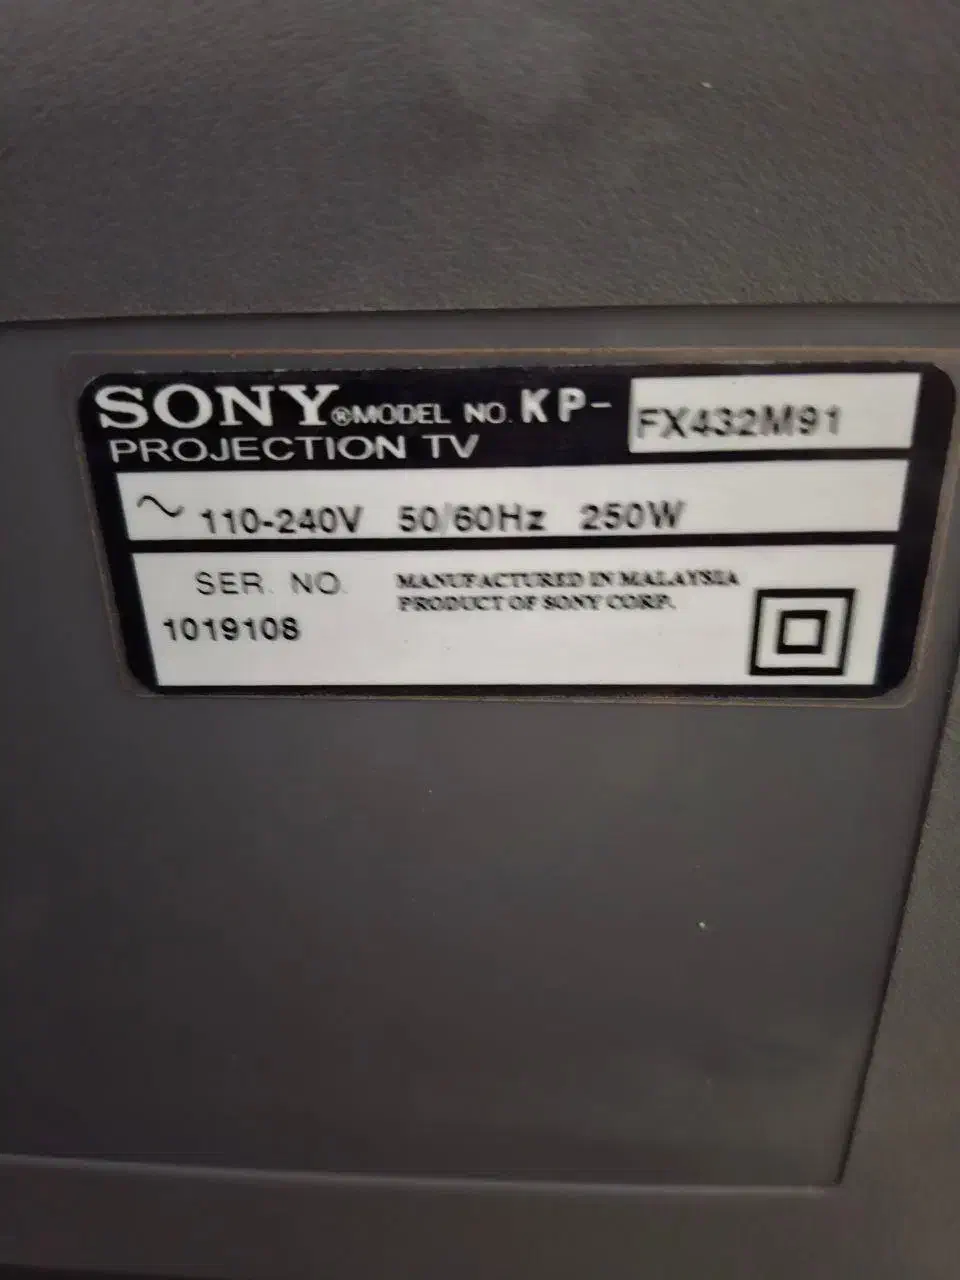 SONY® MODEL NO. KP- FX432M91
PROJECTION TV
~ 110-240V 50/60Hz 250W
SER. NO.
1019108
MANUFACTURED IN MALAYSIA
PRODUCT OF SONY CORP.